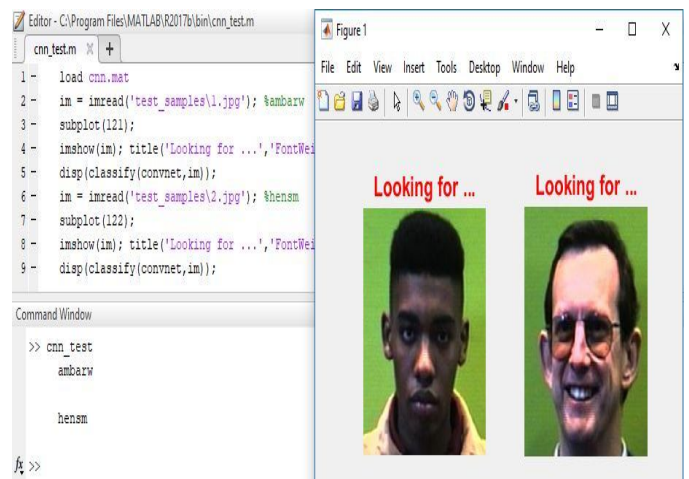 Editor - C:\Program Files\MATLAB\R2017b\bin\cnn_test.m
cnn_test.m × +
1 - load cnn.mat
2 - im = imread('test_samples\1.jpg'); %ambarw
3 - subplot(121);
4 - imshow(im); title('Looking for ...','FontWei
5 - disp(classify(convnet,im));
6 - im = imread('test_samples\2.jpg'); %hensm
7 - subplot(122);
8 - imshow(im); title('Looking for ...','FontWei
9 - disp(classify(convnet,im));
Command Window
>> cnn_test
ambarw
hensm
fx >>
Figure 1
File Edit View Insert Tools Desktop Window Help
Looking for ... Looking for ...